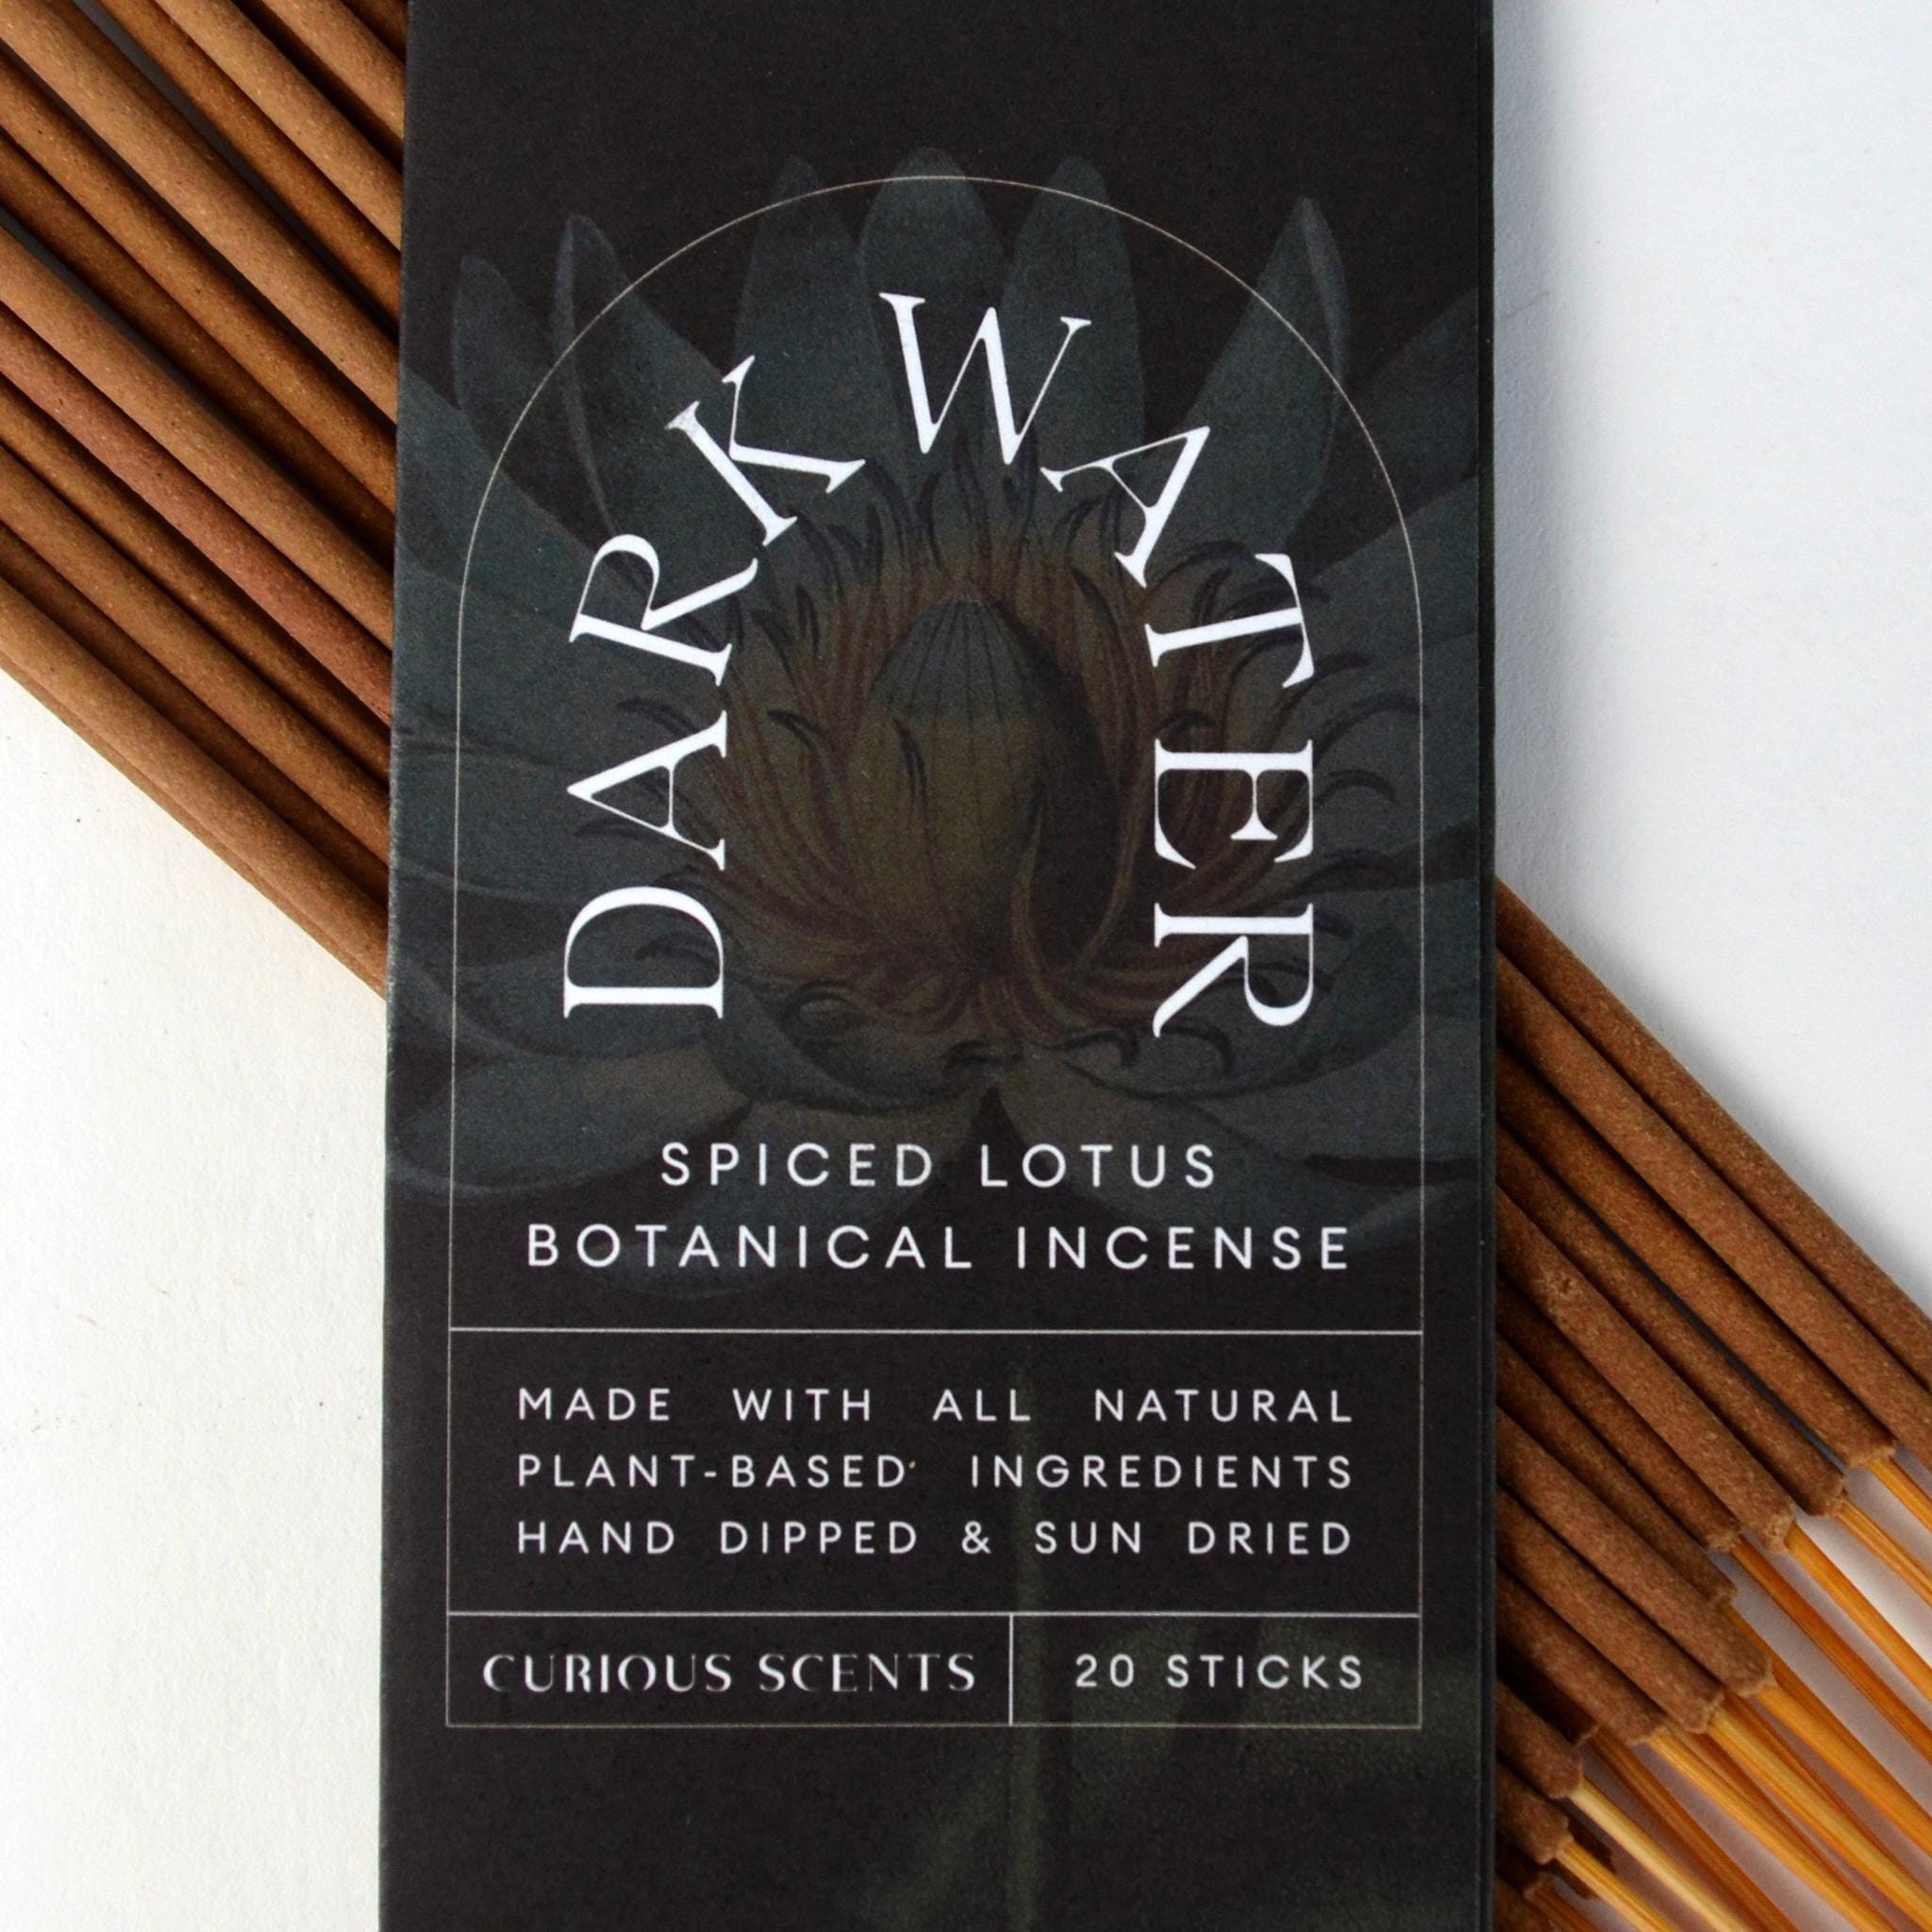 DARK WATER
SPICED LOTUS
BOTANICAL INCENSE
MADE WITH ALL NATURAL
PLANT-BASED INGREDIENTS
HAND DIPPED & SUN DRIED
CURIOUS SCENTS
20 STICKS